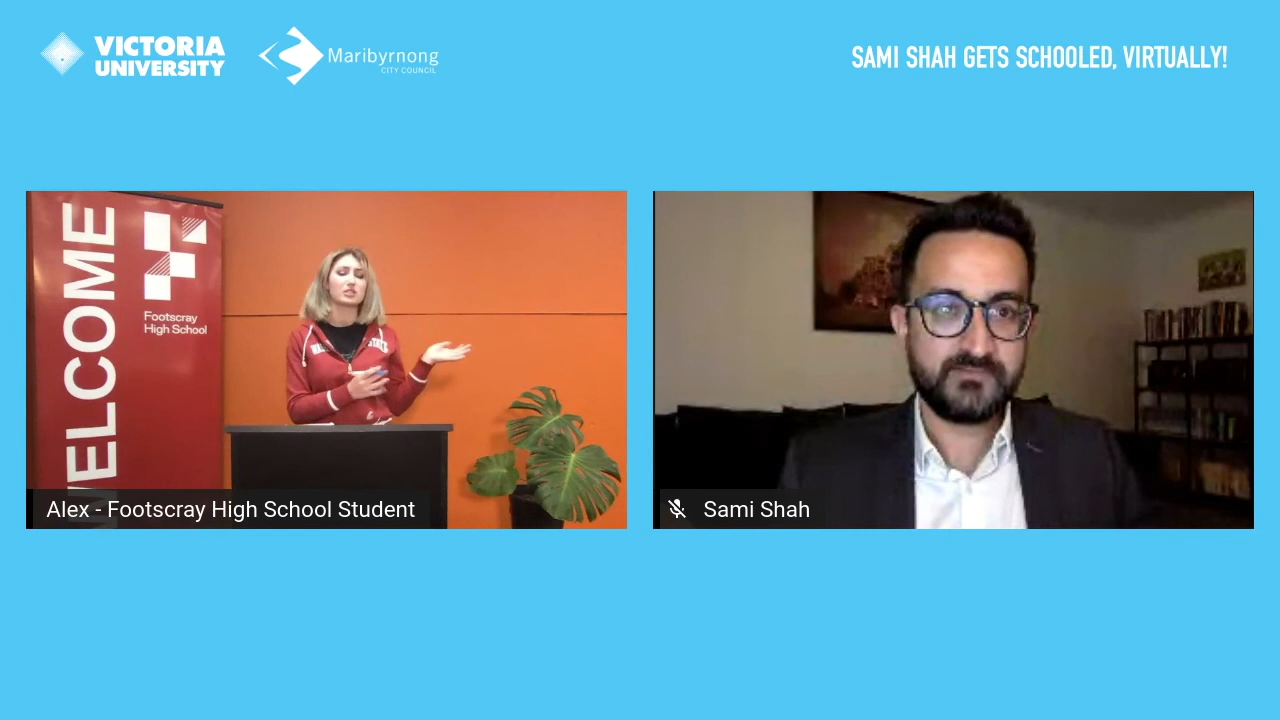 VICTORIA
UNIVERSITY
Maribyrnong
CITY COUNCIL
SAMI SHAH GETS SCHOOLED, VIRTUALLY!
WELCOME
Footscray
High School
STATE
Alex - Footscray High School Student
Sami Shah